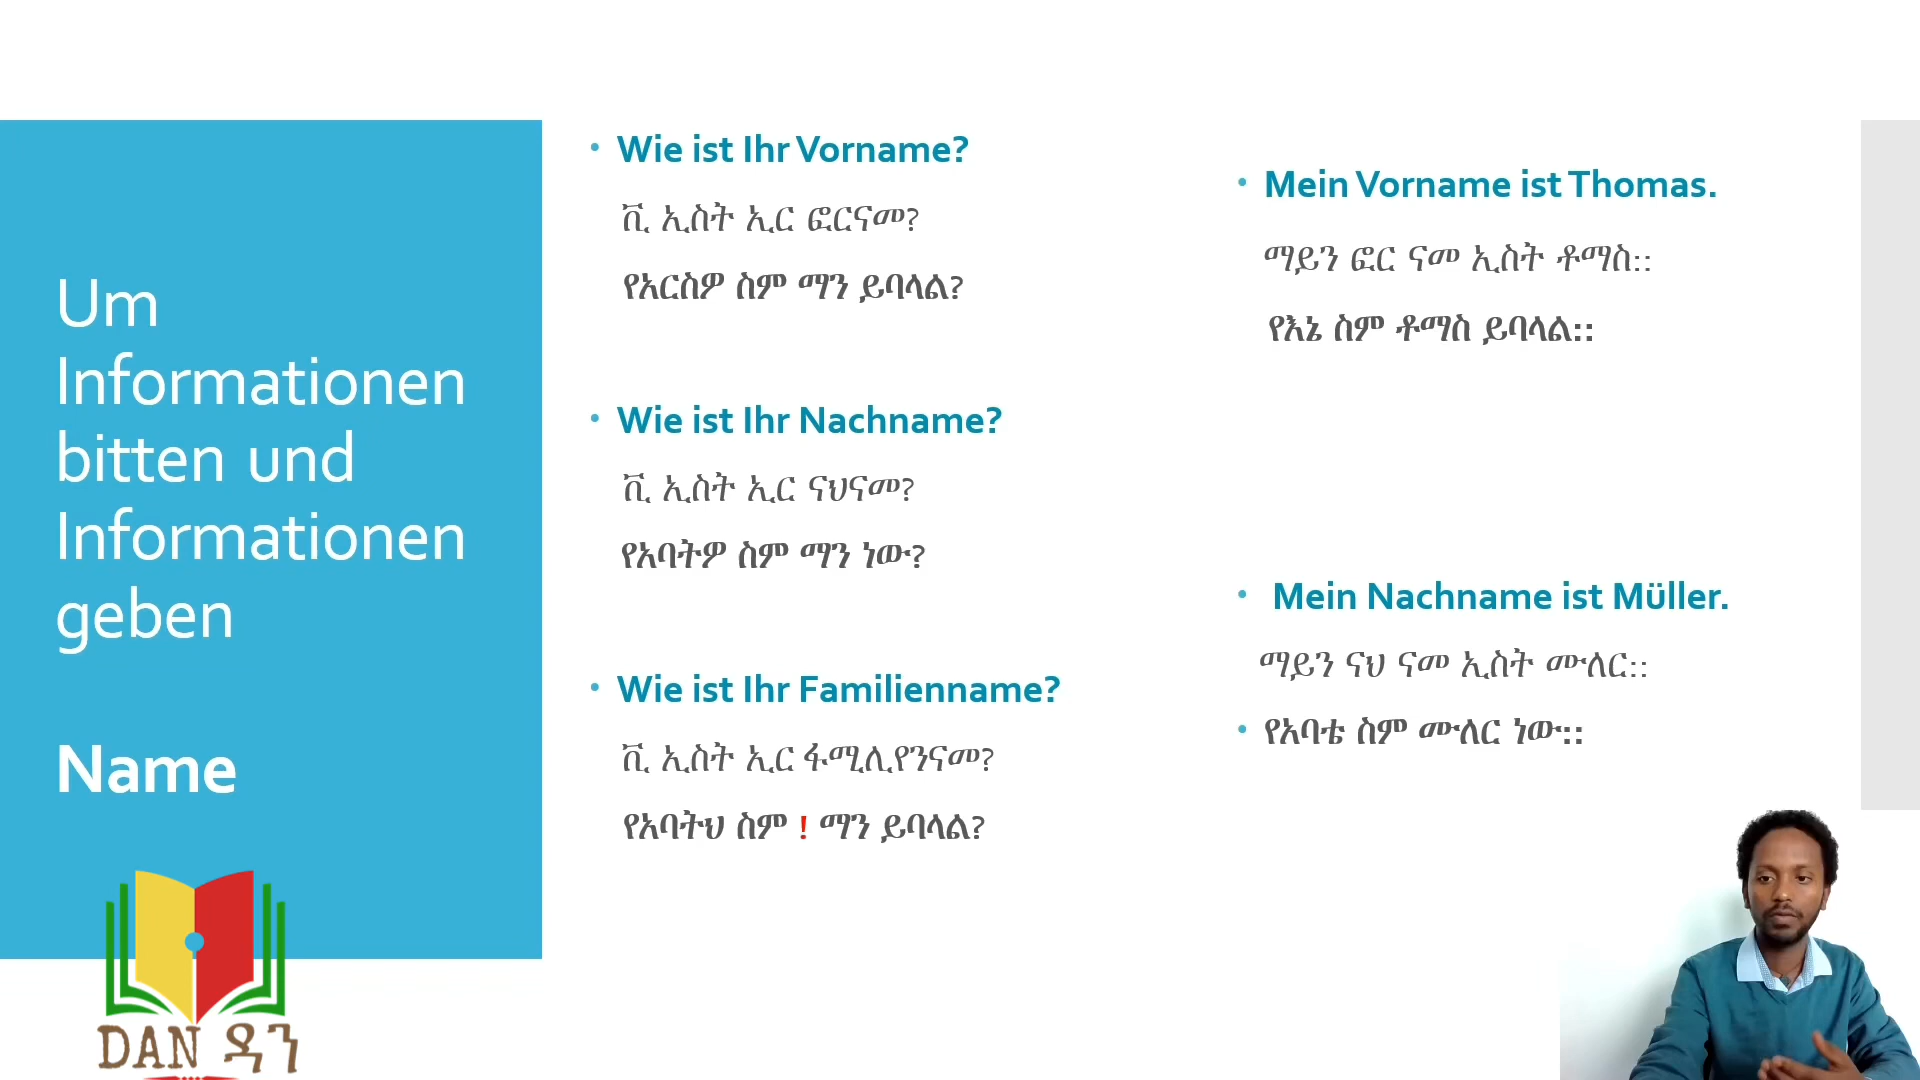 Um
Informationen
bitten und
Informationen
geben
Name
DAN ዳን
• Wie ist Ihr Vorname?
ቪ ኢስት ኢር ፎርናመ?
የአርስዎ ስም ማን ይባላል?
• Wie ist Ihr Nachname?
ቪ ኢስት ኢር ናህናመ?
የአባትዎ ስም ማን ነው?
• Wie ist Ihr Familienname?
ቪ ኢስት ኢር ፋሚሊየንናመ?
የአባትህ ስም ! ማን ይባላል?
• Mein Vorname ist Thomas.
ማይን ፎር ናመ ኢስት ቶማስ::
የእኔ ስም ቶማስ ይባላል::
• Mein Nachname ist Müller.
ማይን ናህ ናመ ኢስት ሙለር::
• የአባቴ ስም ሙለር ነው::